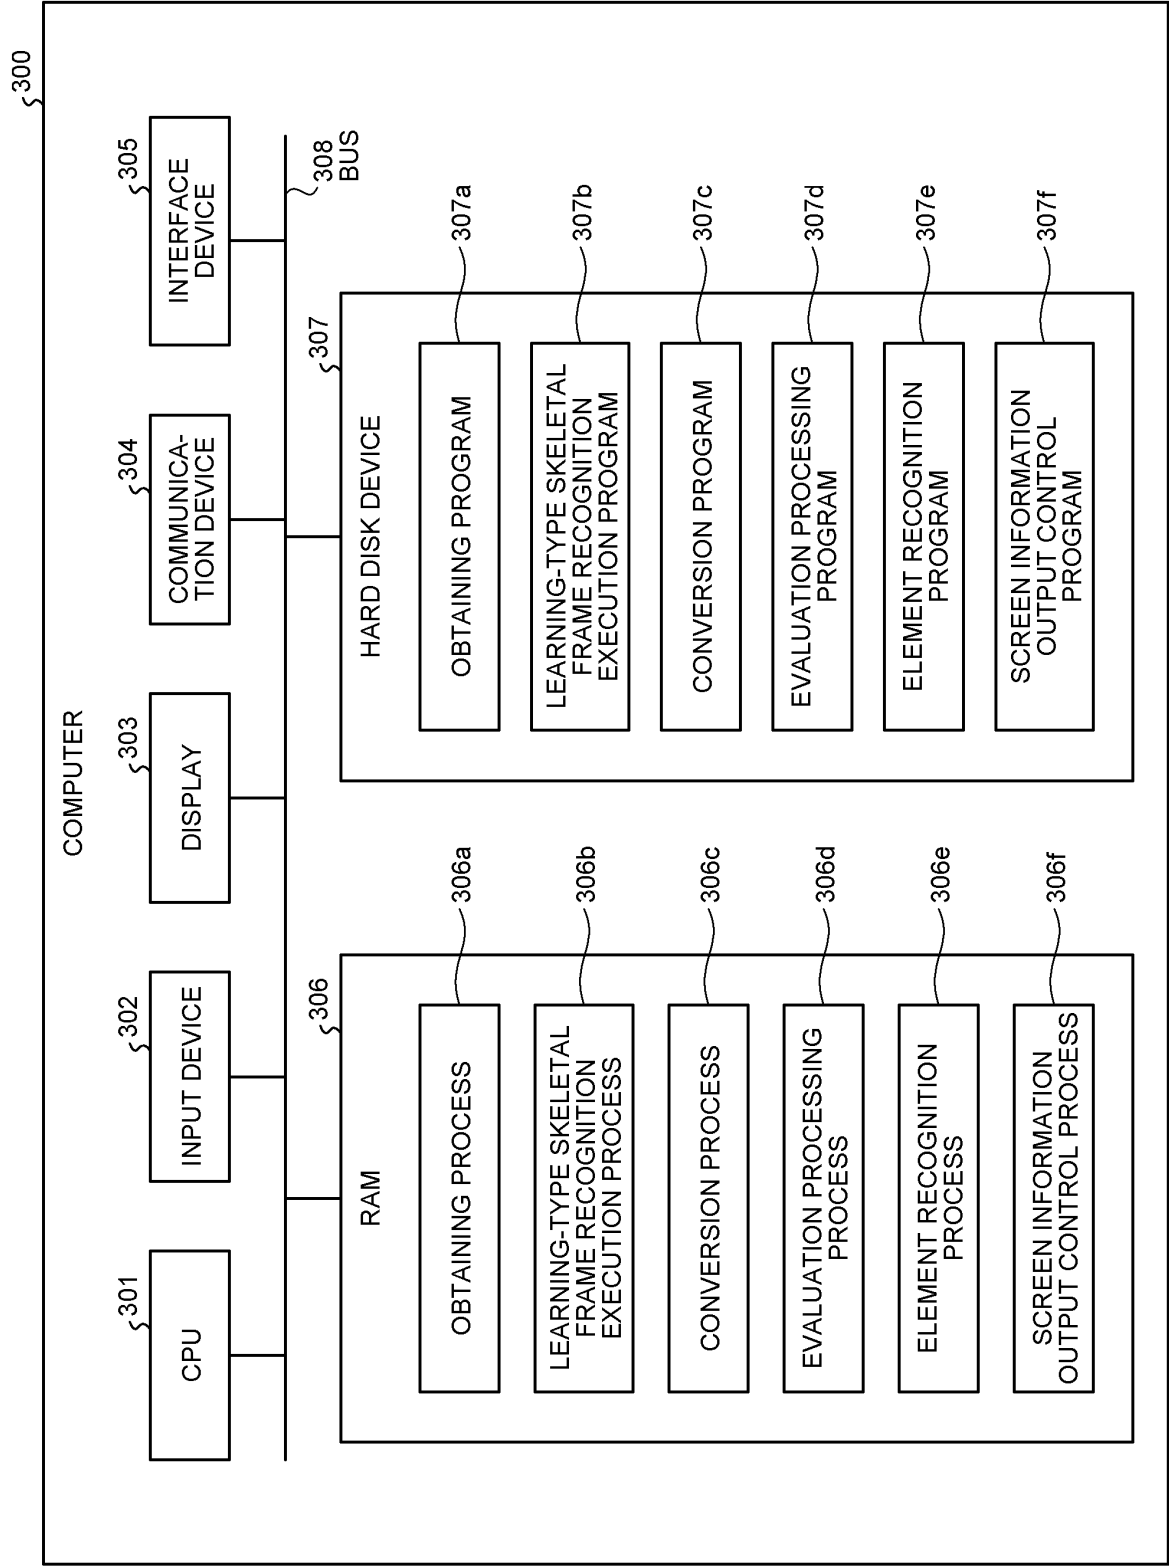 300
COMPUTER
301
CPU
302
INPUT DEVICE
303
DISPLAY
304
COMMUNICA-
TION DEVICE
305
INTERFACE
DEVICE
308
BUS
306
RAM
306a
OBTAINING PROCESS
306b
LEARNING-TYPE SKELETAL
FRAME RECOGNITION
EXECUTION PROCESS
306c
CONVERSION PROCESS
306d
EVALUATION PROCESSING
PROCESS
306e
ELEMENT RECOGNITION
PROCESS
306f
SCREEN INFORMATION
OUTPUT CONTROL PROCESS
307
HARD DISK DEVICE
307a
OBTAINING PROGRAM
307b
LEARNING-TYPE SKELETAL
FRAME RECOGNITION
EXECUTION PROGRAM
307c
CONVERSION PROGRAM
307d
EVALUATION PROCESSING
PROGRAM
307e
ELEMENT RECOGNITION
PROGRAM
307f
SCREEN INFORMATION
OUTPUT CONTROL
PROGRAM